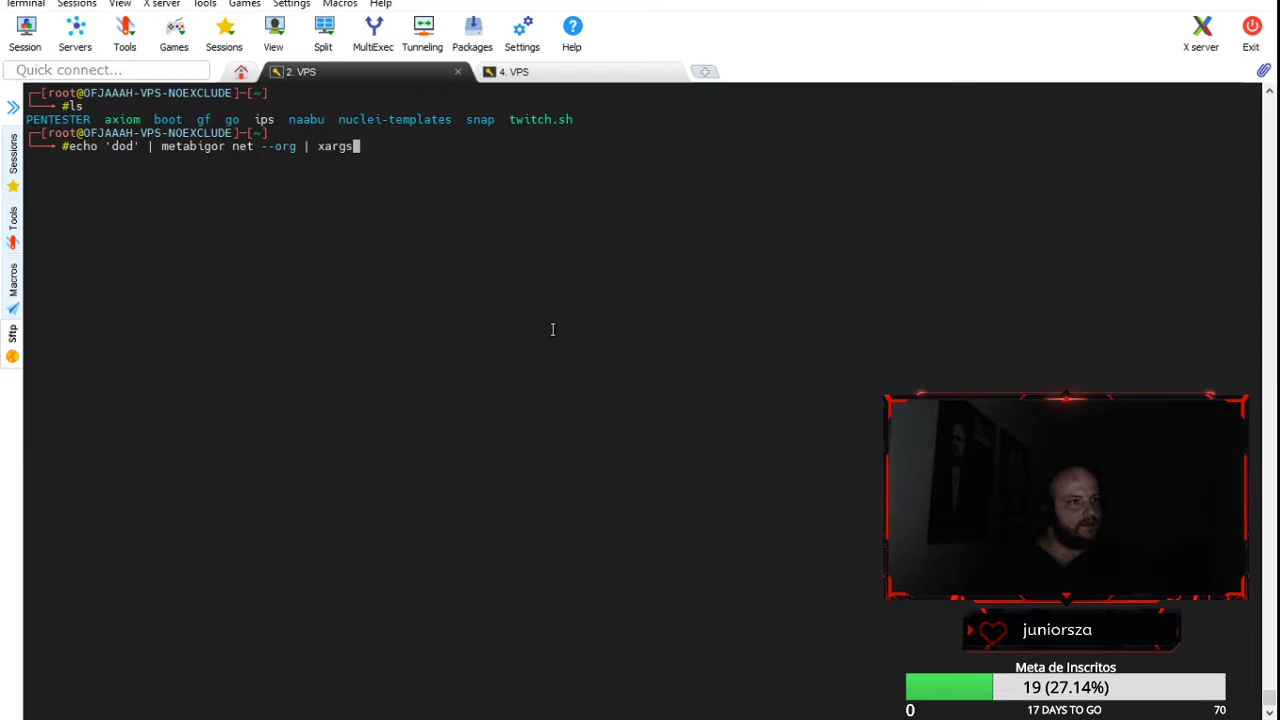 Terminal Sessions View X server Tools Games Settings Macros Help
Session Servers Tools Games Sessions View Split MultiExec Tunneling Packages Settings Help X server Exit
Quick connect... 2. VPS 4. VPS
[root@OFJAAAH-VPS-NOEXCLUDE]-[~]
#ls
PENTESTER axiom boot gf go ips naabu nuclei-templates snap twitch.sh
[root@OFJAAAH-VPS-NOEXCLUDE]-[~]
#echo 'dod' | metabigor net --org | xargs
Sessions
Tools
Macros
Sftp
juniorsza
Meta de Inscritos
19 (27.14%)
0 17 DAYS TO GO 70